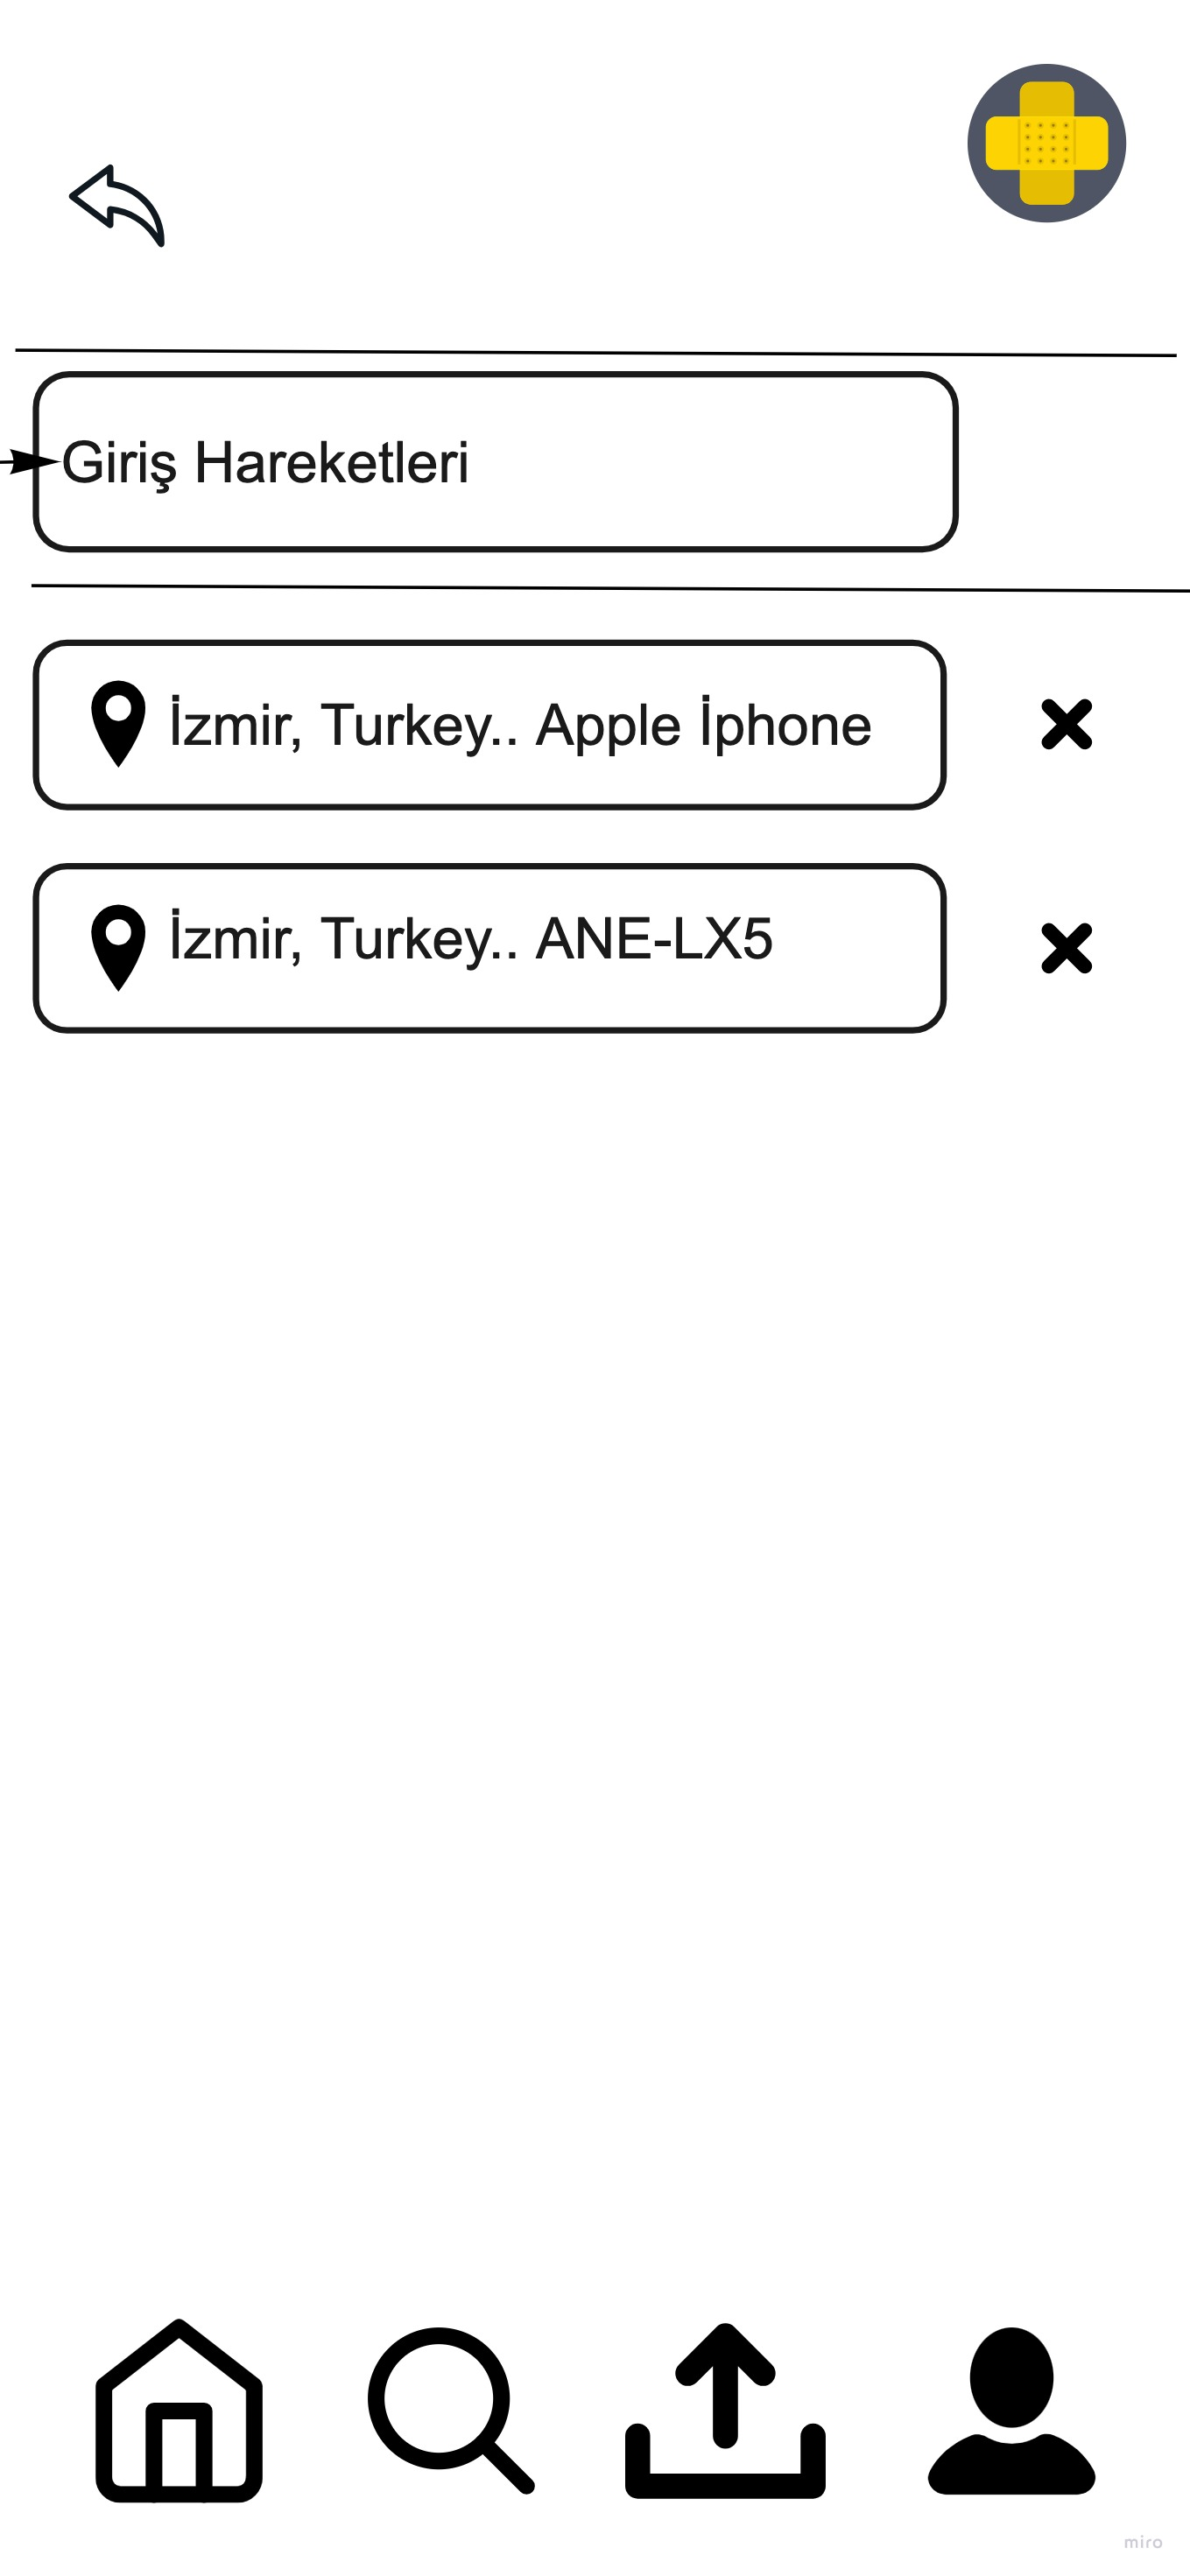 Giriş Hareketleri
İzmir, Turkey.. Apple İphone
İzmir, Turkey.. ANE-LX5
miro